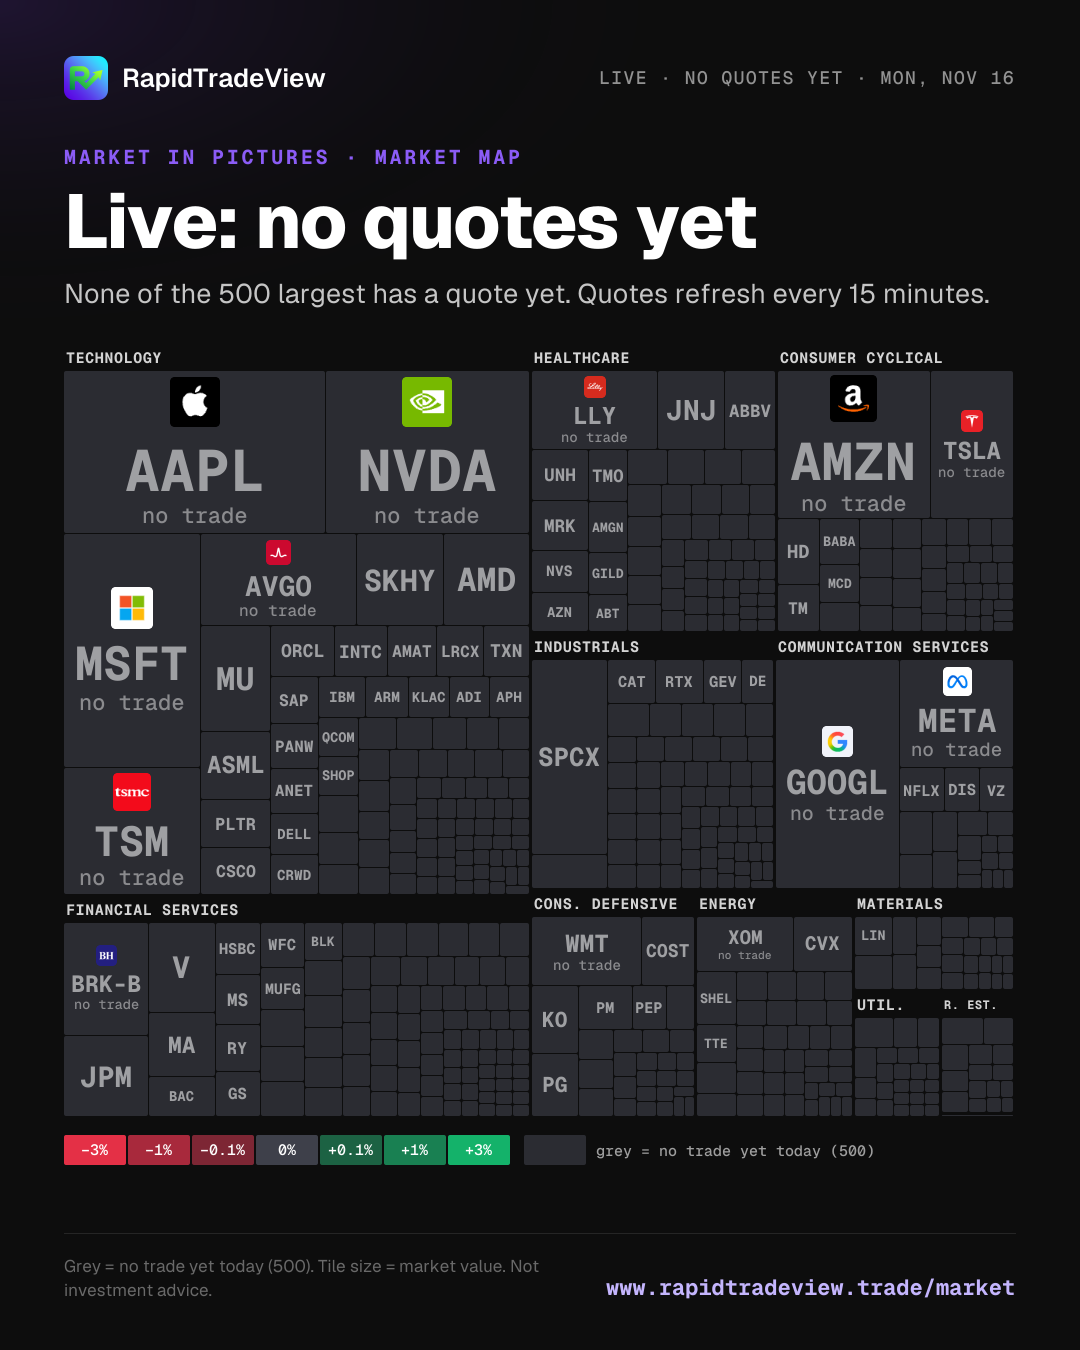 RapidTradeView
LIVE · NO QUOTES YET · MON, NOV 16
MARKET IN PICTURES · MARKET MAP
Live: no quotes yet
None of the 500 largest has a quote yet. Quotes refresh every 15 minutes.
TECHNOLOGY
AAPL
no trade
NVDA
no trade
MSFT
no trade
AVGO
no trade
SKHY
AMD
MU
ORCL
INTC
AMAT
LRCX
TXN
SAP
IBM
ARM
KLAC
ADI
APH
ASML
PANW
QCOM
ANET
SHOP
tsmc
TSM
no trade
PLTR
DELL
CSCO
CRWD
HEALTHCARE
Lilly
LLY
no trade
JNJ
ABBV
UNH
TMO
MRK
AMGN
NVS
GILD
AZN
ABT
CONSUMER CYCLICAL
a
AMZN
no trade
TSLA
no trade
HD
BABA
MCD
TM
INDUSTRIALS
SPCX
CAT
RTX
GEV
DE
COMMUNICATION SERVICES
G
GOOGL
no trade
META
no trade
NFLX
DIS
VZ
FINANCIAL SERVICES
BH
BRK-B
no trade
V
HSBC
WFC
BLK
MS
MUFG
JPM
MA
RY
BAC
GS
CONS. DEFENSIVE
WMT
no trade
COST
KO
PM
PEP
PG
ENERGY
XOM
no trade
CVX
SHEL
TTE
MATERIALS
LIN
UTIL.
R. EST.
−3%
−1%
−0.1%
0%
+0.1%
+1%
+3%
grey = no trade yet today (500)
Grey = no trade yet today (500). Tile size = market value. Not
investment advice.
www.rapidtradeview.trade/market